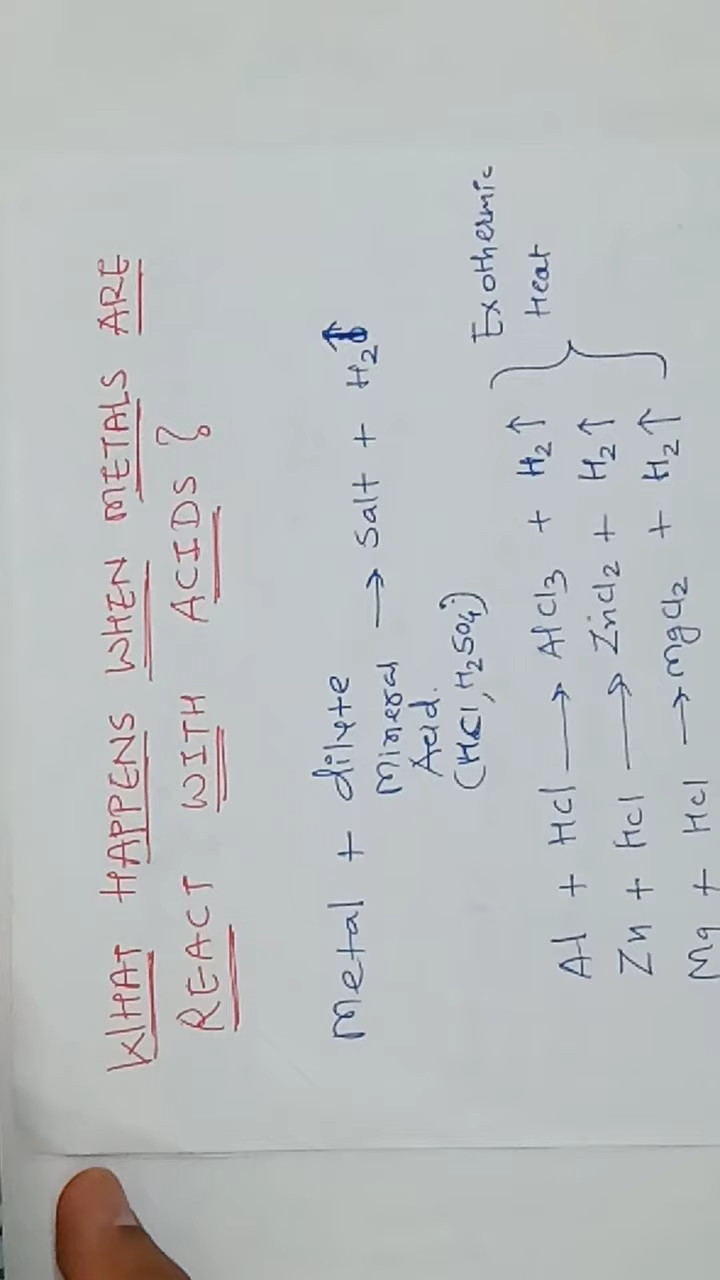 WHAT HAPPENS WHEN METALS ARE
REACT WITH ACIDS?
Metal + dilute Mineral Acid. → Salt + H₂↑
(HCl, H₂SO₄)
Exothermic
Heat
Al + HCl ⟶ AlCl₃ + H₂↑
Zn + HCl ⟶ ZnCl₂ + H₂↑
Mg + HCl → MgCl₂ + H₂↑